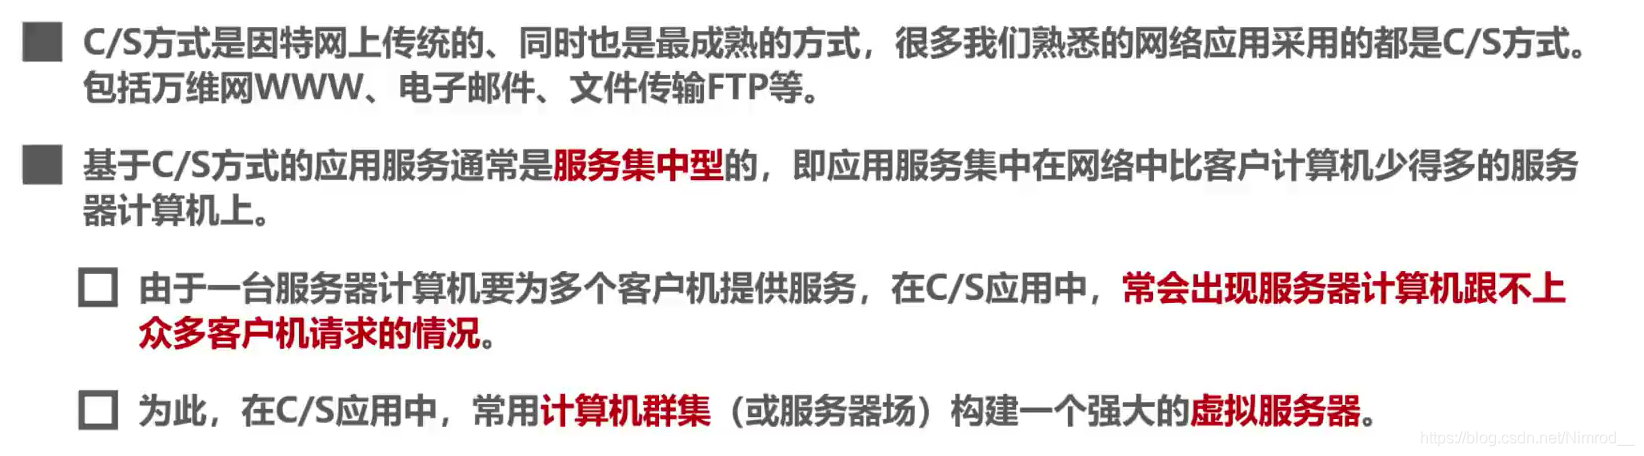 C/S方式是因特网上传统的、同时也是最成熟的方式，很多我们熟悉的网络应用采用的都是C/S方式。
包括万维网WWW、电子邮件、文件传输FTP等。
基于C/S方式的应用服务通常是服务集中型的，即应用服务集中在网络中比客户计算机少得多的服务
器计算机上。
由于一台服务器计算机要为多个客户机提供服务，在C/S应用中，常会出现服务器计算机跟不上
众多客户机请求的情况。
为此，在C/S应用中，常用计算机群集（或服务器场）构建一个强大的虚拟服务器。
https://blog.csdn.net/Nimrod__